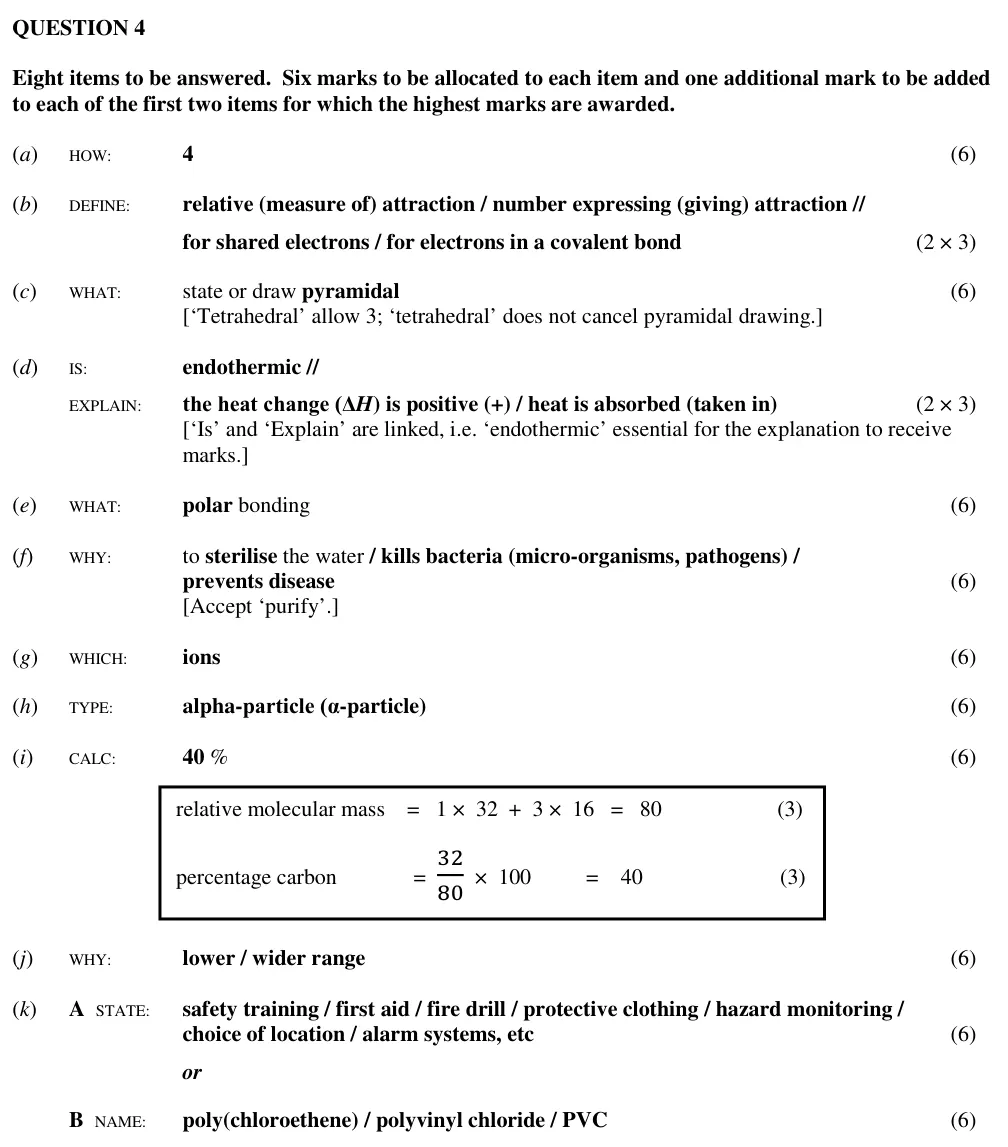 QUESTION 4
Eight items to be answered. Six marks to be allocated to each item and one additional mark to be added
to each of the first two items for which the highest marks are awarded.
(a) HOW: 4 (6)
(b) DEFINE: relative (measure of) attraction / number expressing (giving) attraction //
for shared electrons / for electrons in a covalent bond (2 × 3)
(c) WHAT: state or draw pyramidal (6)
[‘Tetrahedral’ allow 3; ‘tetrahedral’ does not cancel pyramidal drawing.]
(d) IS: endothermic //
EXPLAIN: the heat change (ΔH) is positive (+) / heat is absorbed (taken in) (2 × 3)
[‘Is’ and ‘Explain’ are linked, i.e. ‘endothermic’ essential for the explanation to receive
marks.]
(e) WHAT: polar bonding (6)
(f) WHY: to sterilise the water / kills bacteria (micro-organisms, pathogens) /
prevents disease (6)
[Accept ‘purify’.]
(g) WHICH: ions (6)
(h) TYPE: alpha-particle (α-particle) (6)
(i) CALC: 40 % (6)
relative molecular mass = 1 × 32 + 3 × 16 = 80 (3)
percentage carbon = 32/80 × 100 = 40 (3)
(j) WHY: lower / wider range (6)
(k) A STATE: safety training / first aid / fire drill / protective clothing / hazard monitoring /
choice of location / alarm systems, etc (6)
or
B NAME: poly(chloroethene) / polyvinyl chloride / PVC (6)